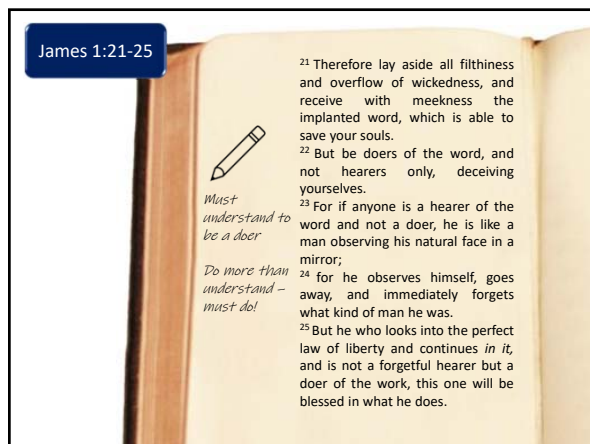 James 1:21-25
21 Therefore lay aside all filthiness
and overflow of wickedness, and
receive with meekness the
implanted word, which is able to
save your souls.
22 But be doers of the word, and
not hearers only, deceiving
yourselves.
23 For if anyone is a hearer of the
word and not a doer, he is like a
man observing his natural face in a
mirror;
24 for he observes himself, goes
away, and immediately forgets
what kind of man he was.
25 But he who looks into the perfect
law of liberty and continues in it,
and is not a forgetful hearer but a
doer of the work, this one will be
blessed in what he does.
Must
understand to
be a doer
Do more than
understand –
must do!